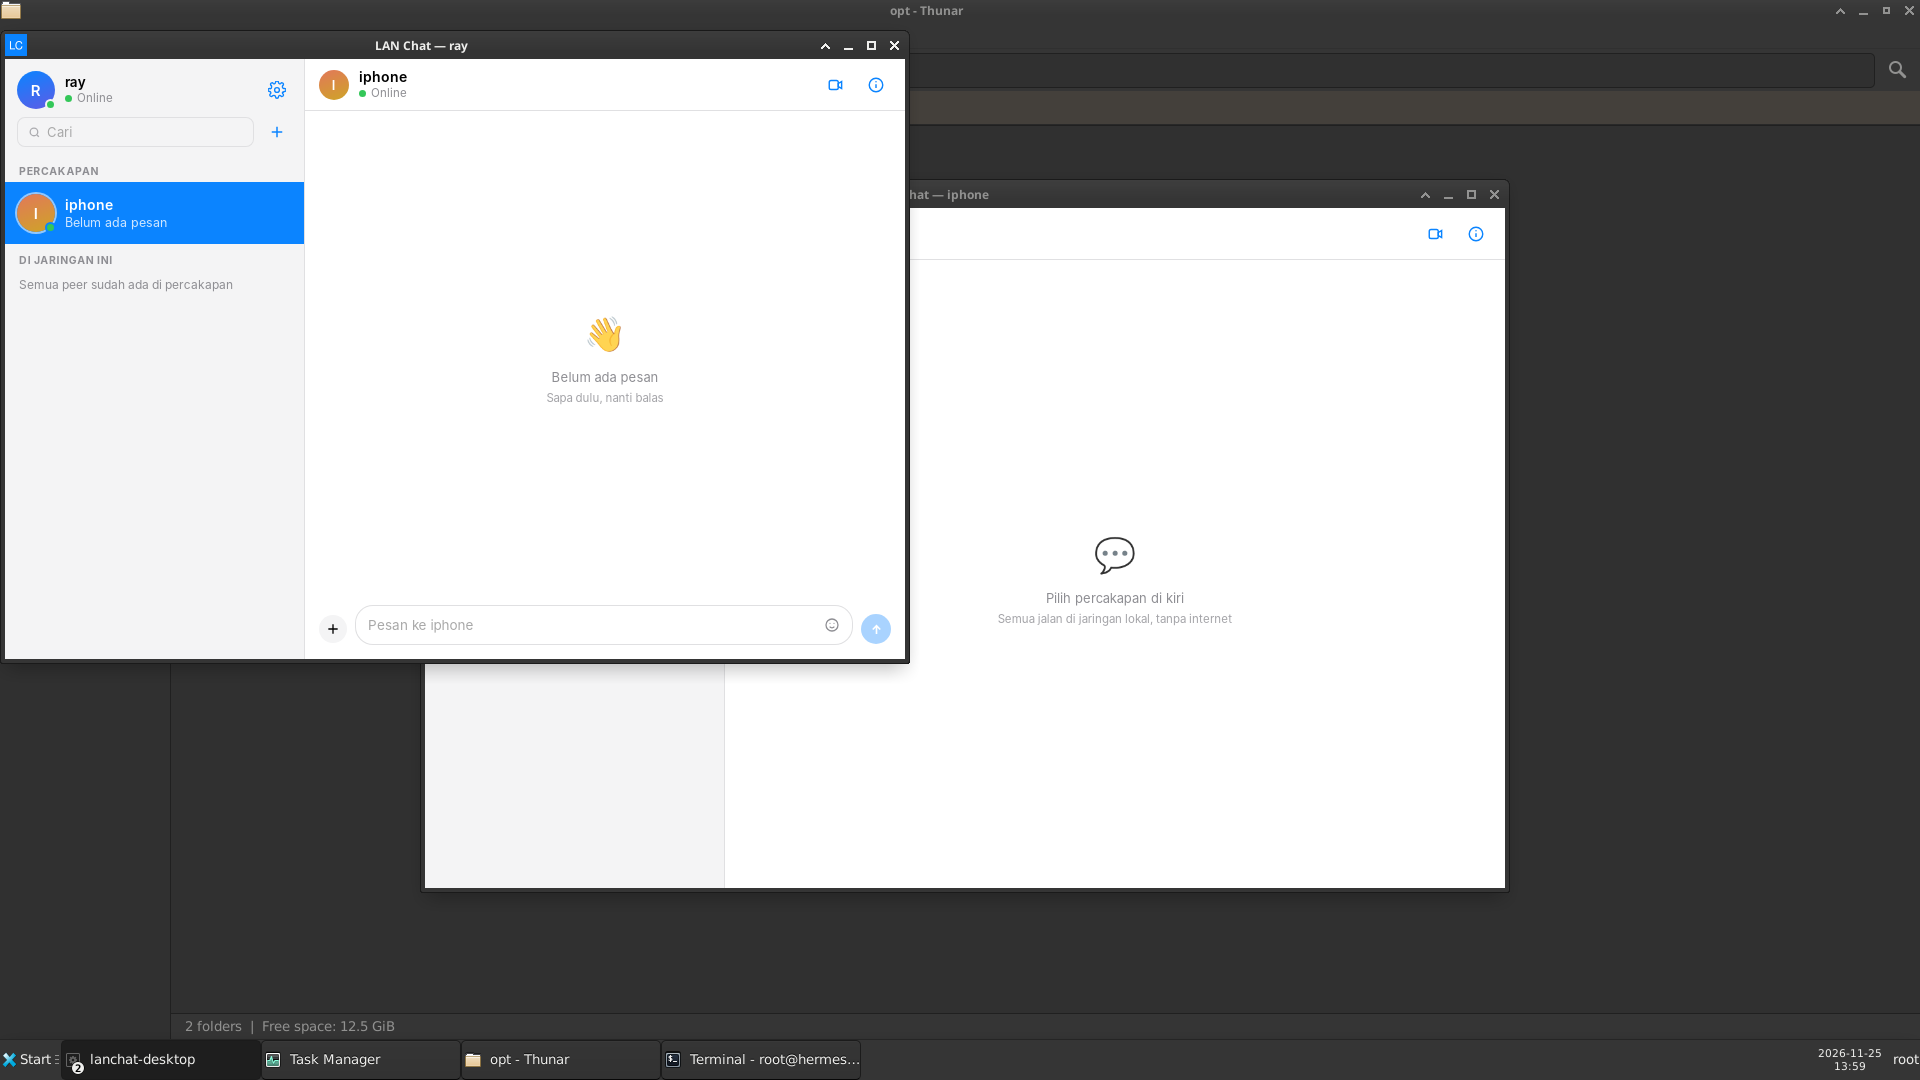 opt - Thunar
LC
LAN Chat — ray
R
ray
Online
Cari
PERCAKAPAN
I
iphone
Belum ada pesan
DI JARINGAN INI
Semua peer sudah ada di percakapan
I
iphone
Online
Belum ada pesan
Sapa dulu, nanti balas
Pesan ke iphone
hat — iphone
Pilih percakapan di kiri
Semua jalan di jaringan lokal, tanpa internet
2 folders | Free space: 12.5 GiB
Start
2
lanchat-desktop
Task Manager
opt - Thunar
Terminal - root@hermes...
2026-11-25
13:59
root